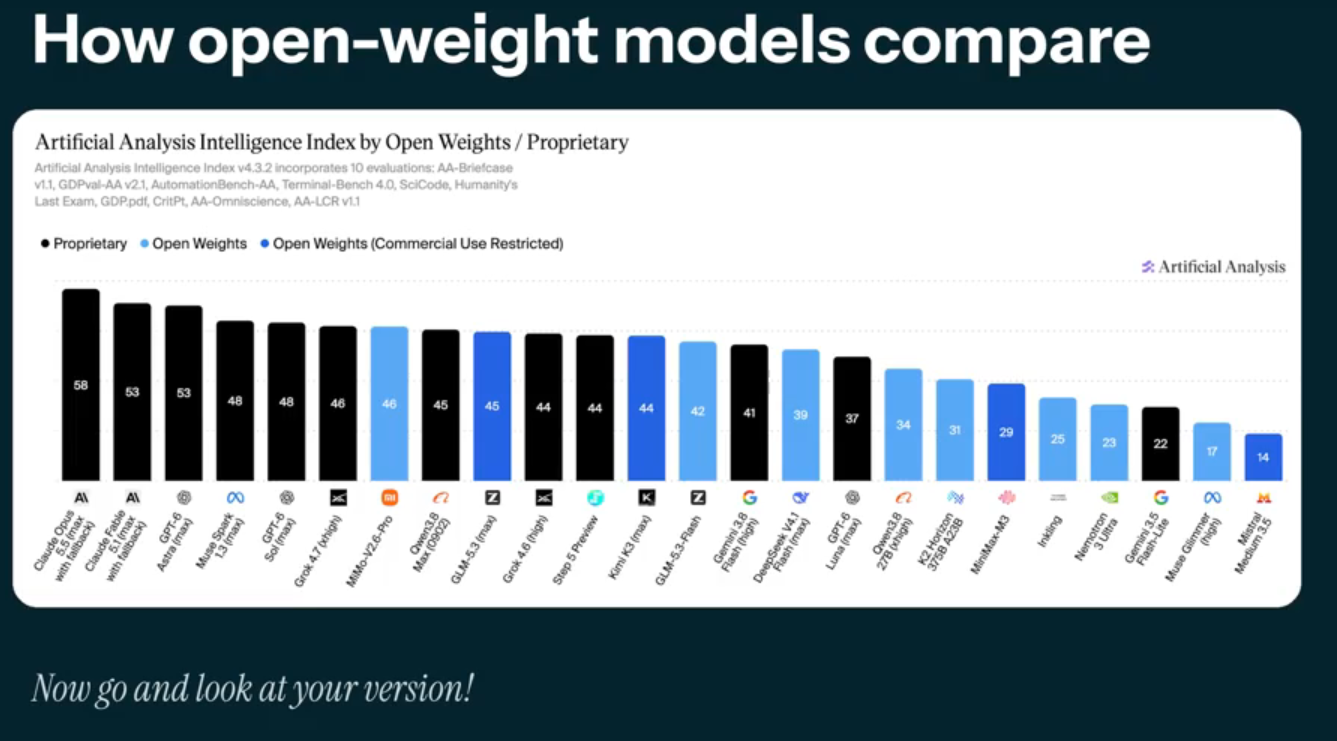 How open-weight models compare
Artificial Analysis Intelligence Index by Open Weights / Proprietary
Artificial Analysis Intelligence Index v4.3.2 incorporates 10 evaluations: AA-Briefcase
v1.1, GDPval-AA v2.1, AutomationBench-AA, Terminal-Bench 4.0, SciCode, Humanity's
Last Exam, GDP.pdf, CritPt, AA-Omniscience, AA-LCR v1.1
Proprietary
Open Weights
Open Weights (Commercial Use Restricted)
Artificial Analysis
58
53
53
48
48
46
46
45
45
44
44
44
42
41
39
37
34
31
29
25
23
22
17
14
Claude Opus
5.5 (max
with fallback)
Claude Fable
5.1 (max
with fallback)
GPT-6
Astra (max)
Muse Spark
1.3 (max)
GPT-6
Sol (max)
Grok 4.7 (xhigh)
MiMo-V2.6-Pro
Qwen3.8
Max (0902)
GLM-5.3 (max)
Grok 4.6 (high)
Step 5 Preview
Kimi K3 (max)
GLM-5.3-Flash
Gemini 3.8
Flash (high)
DeepSeek V4.1
Flash (max)
GPT-6
Luna (max)
Qwen3.8
27B (xhigh)
K2 Horizon
375B A23B
MiniMax-M3
Inkling
Nemotron
3 Ultra
Gemini 3.5
Flash-Lite
Muse Glimmer
(high)
Mistral
Medium 3.5
Now go and look at your version!